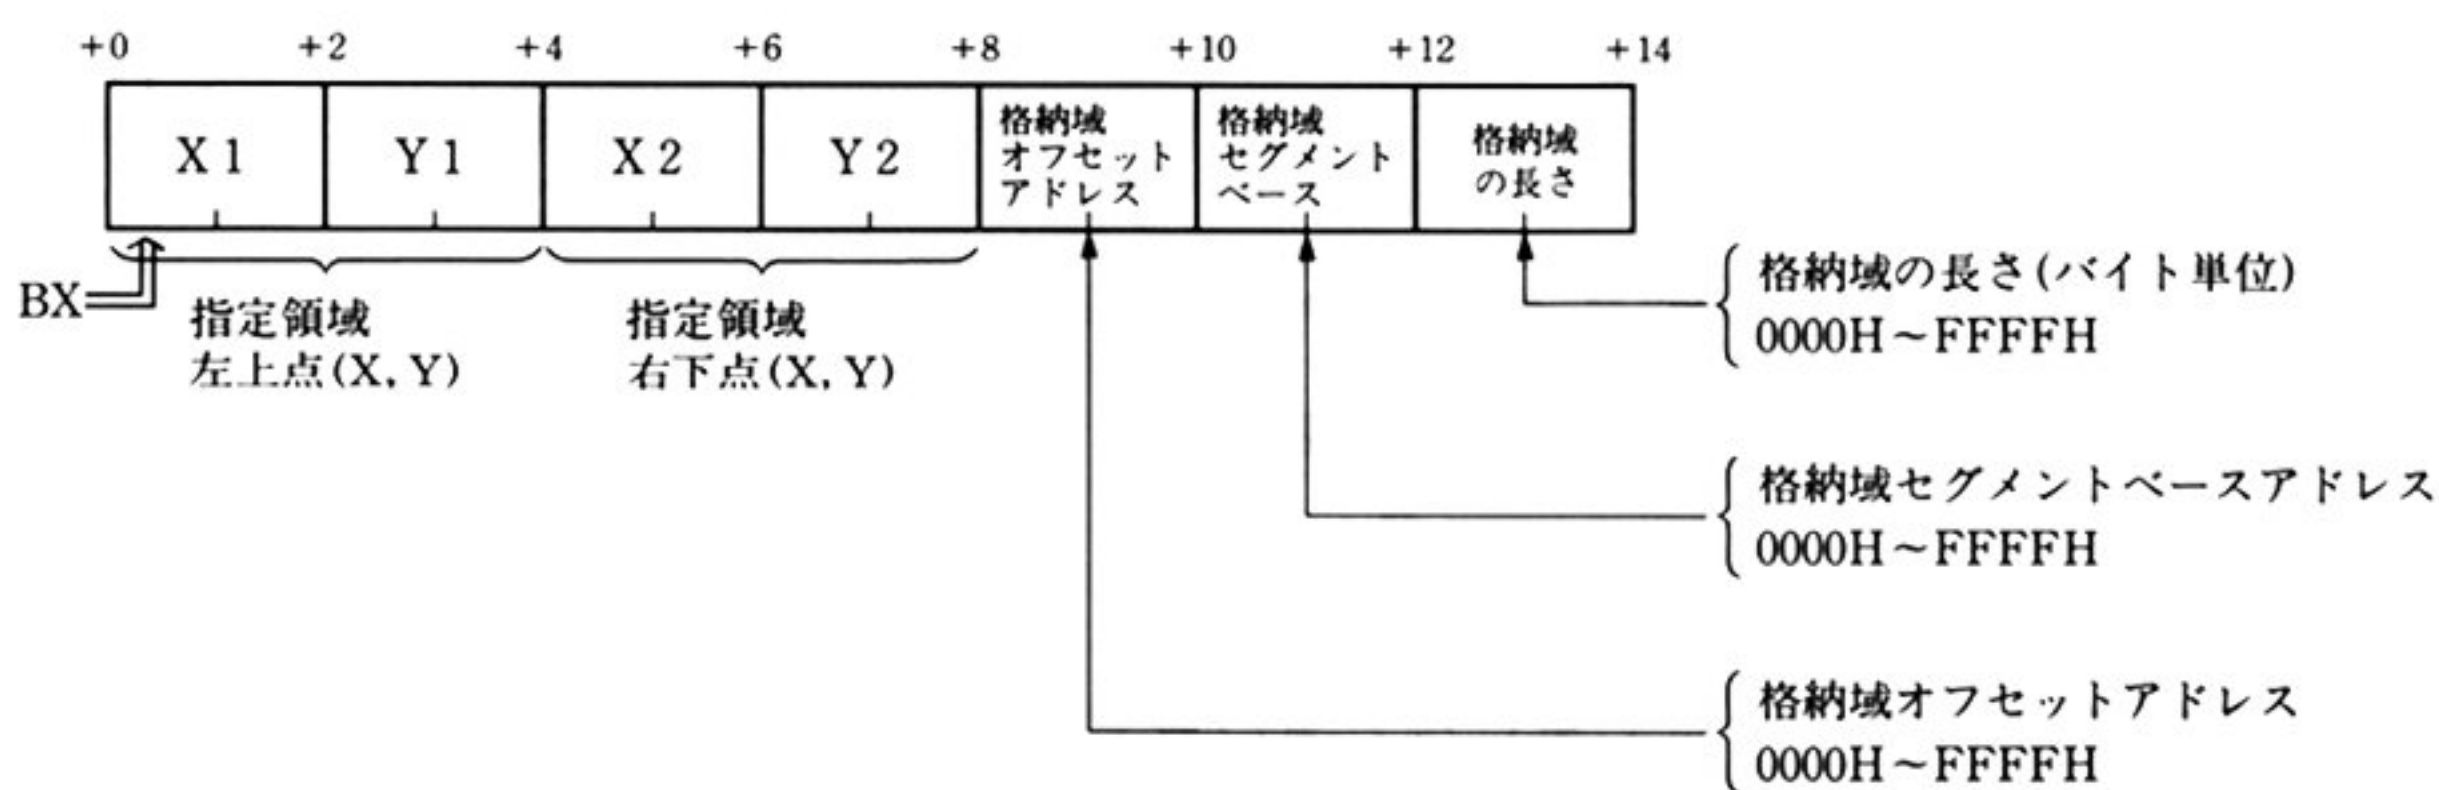 +0 +2 +4 +6 +8 +10 +12 +14
X1
Y1
X2
Y2
格納域
オフセット
アドレス
格納域
セグメント
ベース
格納域
の長さ
BX
指定領域
左上点(X, Y)
指定領域
右下点(X, Y)
格納域の長さ(バイト単位)
0000H~FFFFH
格納域セグメントベースアドレス
0000H~FFFFH
格納域オフセットアドレス
0000H~FFFFH